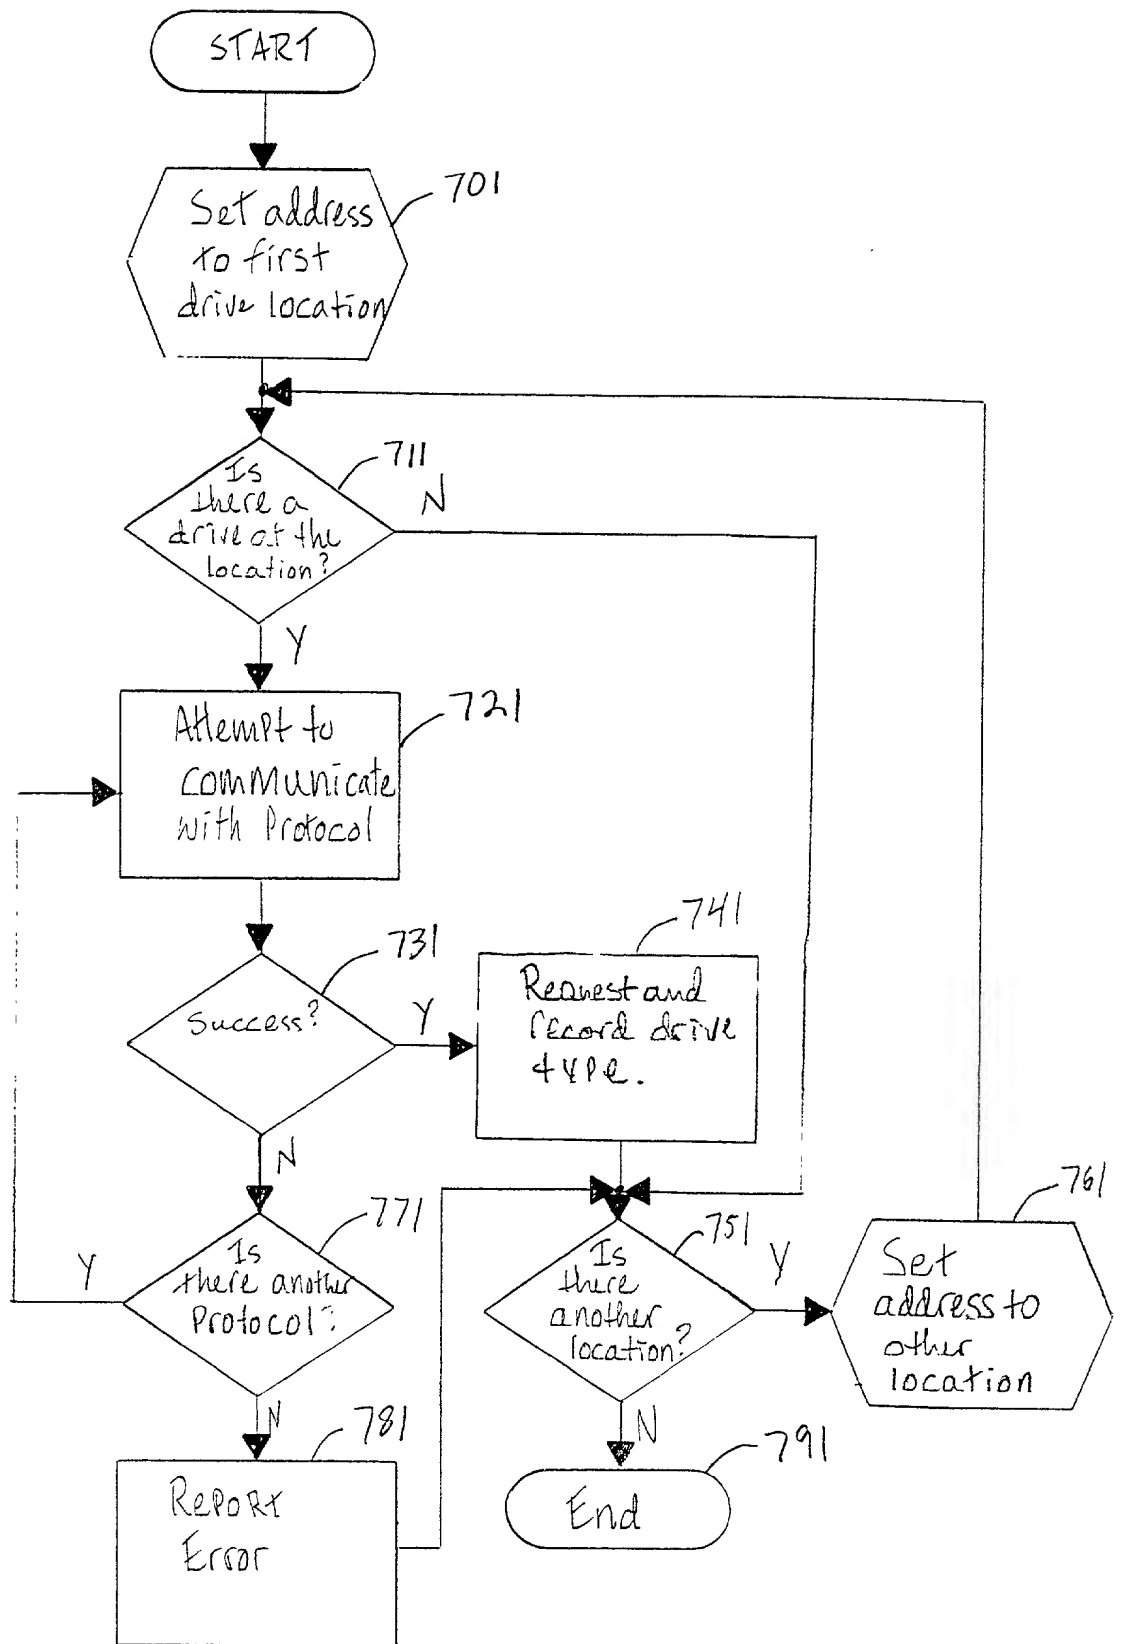 START
701
Set address
to first
drive location
711
Is
there a
drive at the
location?
N
Y
721
Attempt to
communicate
with Protocol
731
Success?
Y
741
Request and
record drive
type.
N
771
Is
there another
Protocol?
Y
751
Is
there
another
location?
Y
761
Set
address to
other
location
N
781
Report
Error
N
791
End